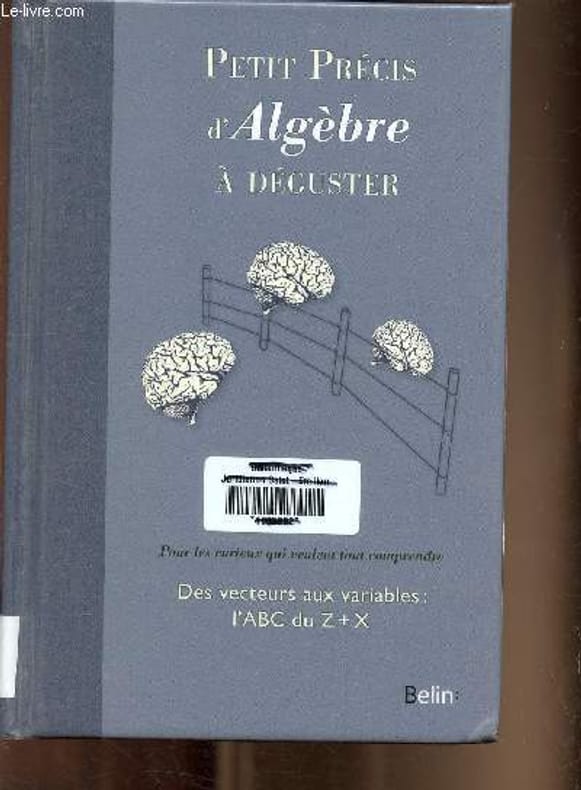 Le-livre.com
PETIT PRÉCIS
d'Algèbre
À DÉGUSTER
Pour les curieux qui veulent tout comprendre
Des vecteurs aux variables :
l'ABC du Z + X
Belin: